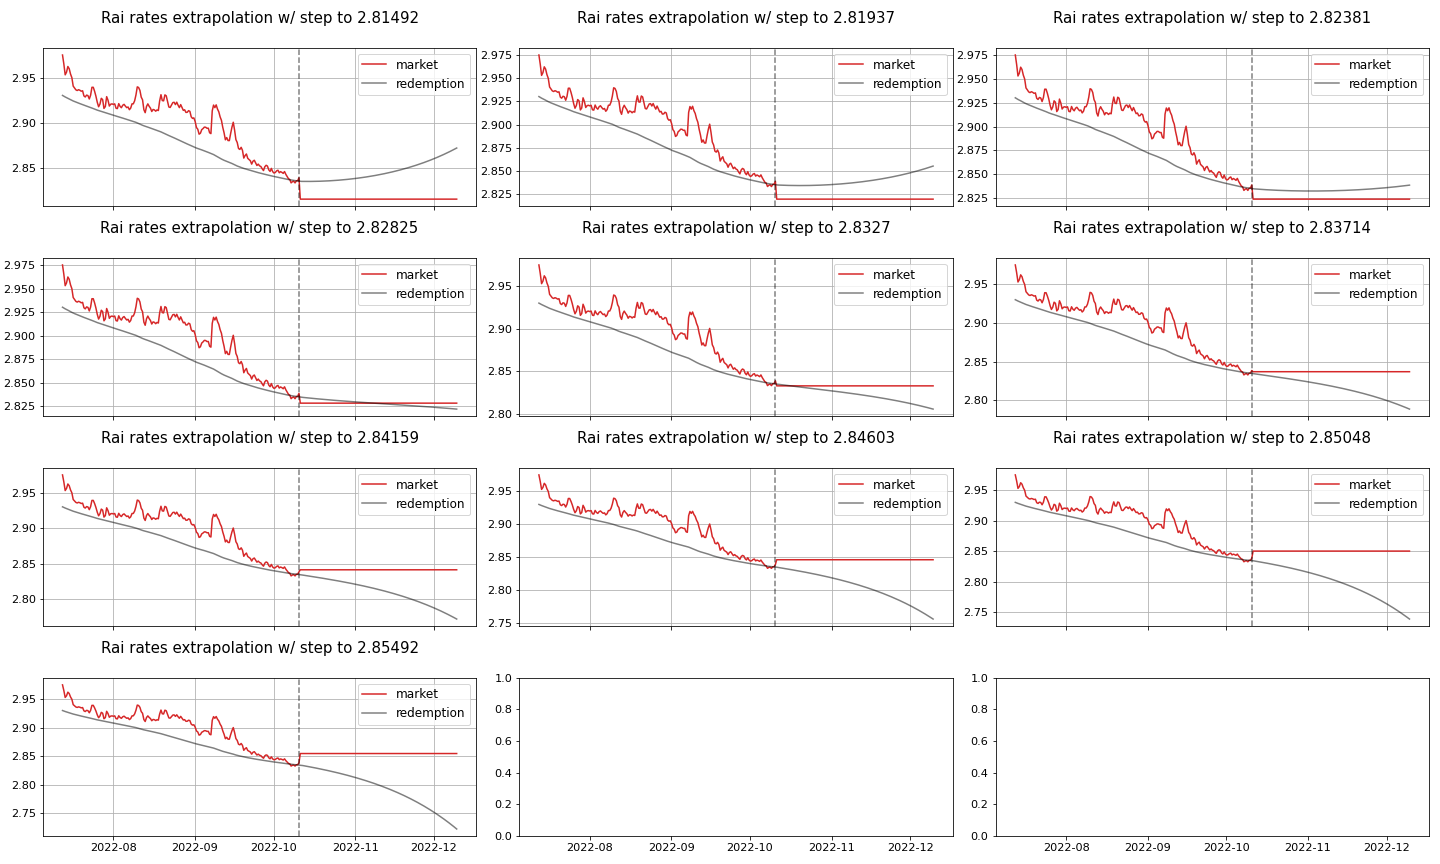 Rai rates extrapolation w/ step to 2.81492
2.95
2.90
2.85
market
redemption
Rai rates extrapolation w/ step to 2.81937
2.975
2.950
2.925
2.900
2.875
2.850
2.825
market
redemption
Rai rates extrapolation w/ step to 2.82381
2.975
2.950
2.925
2.900
2.875
2.850
2.825
market
redemption
Rai rates extrapolation w/ step to 2.82825
2.975
2.950
2.925
2.900
2.875
2.850
2.825
market
redemption
Rai rates extrapolation w/ step to 2.8327
2.95
2.90
2.85
2.80
market
redemption
Rai rates extrapolation w/ step to 2.83714
2.95
2.90
2.85
2.80
market
redemption
Rai rates extrapolation w/ step to 2.84159
2.95
2.90
2.85
2.80
market
redemption
Rai rates extrapolation w/ step to 2.84603
2.95
2.90
2.85
2.80
2.75
market
redemption
Rai rates extrapolation w/ step to 2.85048
2.95
2.90
2.85
2.80
2.75
market
redemption
Rai rates extrapolation w/ step to 2.85492
2.95
2.90
2.85
2.80
2.75
market
redemption
2022-08 2022-09 2022-10 2022-11 2022-12
1.0
0.8
0.6
0.4
0.2
0.0
2022-08 2022-09 2022-10 2022-11 2022-12
1.0
0.8
0.6
0.4
0.2
0.0
2022-08 2022-09 2022-10 2022-11 2022-12